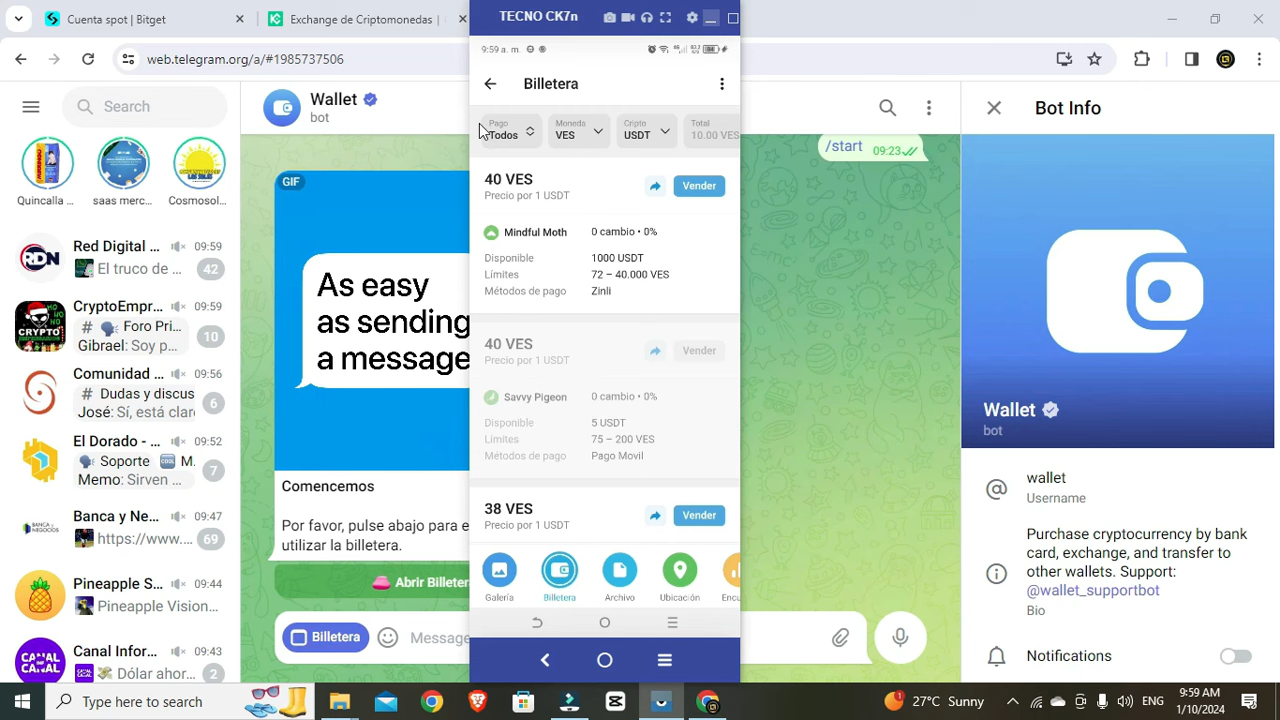 Cuenta spot | Bitget
Exchange de Criptomonedas
web.telegram.org/a/#1985737506
Search
Quincalla ...
saas merc...
Cosmosol...
Red Digital ...
09:59
El truco de ...
42
CryptoEmpr...
09:59
# Foro Pri...
Gibrael: Soy p
10
Comunidad ...
09:56
# Dudas y discus
José: Sí, está clar
6
El Dorado - ...
09:52
Soporte M...
Memo: Sirven ...
7
Banca y Ne...
09:47
https://www....
69
BANCA y NEGOCIOS
Pineapple S...
09:44
Pineapple Vision...
Canal Infor...
09:43
Dólar ahor...
2
RDN
CRYPTO
CANAL
DE
CANAL
Wallet
bot
GIF
As easy
as sending
a message
Comencemos
Por favor, pulse abajo para e
utilizar la billetera.
Abrir Billetera
Billetera
Message
/start
09:23
TECNO CK7n
9:59 a. m.
Billetera
Pago
Todos
Moneda
VES
Cripto
USDT
Total
10.00 VES
40 VES
Precio por 1 USDT
Vender
Mindful Moth
0 cambio • 0%
Disponible
1000 USDT
Límites
72 – 40.000 VES
Métodos de pago
Zinli
40 VES
Precio por 1 USDT
Vender
Savvy Pigeon
0 cambio • 0%
Disponible
5 USDT
Límites
75 – 200 VES
Métodos de pago
Pago Movil
38 VES
Precio por 1 USDT
Vender
Galería
Billetera
Archivo
Ubicación
Encu
Bot Info
Wallet
bot
wallet
Username
Purchase cryptocurrency by
bank card, exchange, and transfer to
other wallets. Support:
@wallet_supportbot
Bio
Notifications
Type here to search
27°C Sunny
ENG
9:59 AM
1/10/2024